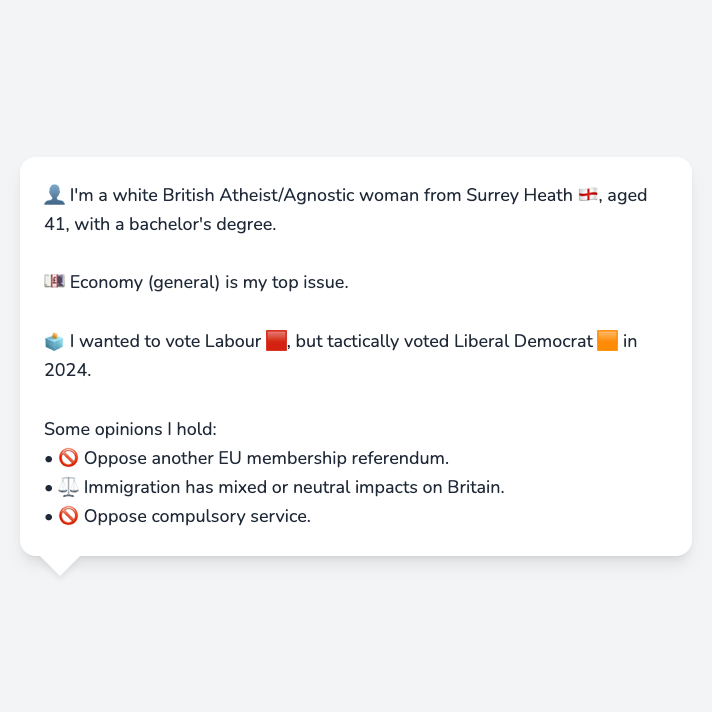 👤 I'm a white British Atheist/Agnostic woman from Surrey Heath 🏴󠁧󠁢󠁥󠁮󠁧󠁿, aged
41, with a bachelor's degree.
💷 Economy (general) is my top issue.
🗳️ I wanted to vote Labour 🟥, but tactically voted Liberal Democrat 🟧 in
2024.
Some opinions I hold:
• 🚫 Oppose another EU membership referendum.
• ⚖️ Immigration has mixed or neutral impacts on Britain.
• 🚫 Oppose compulsory service.